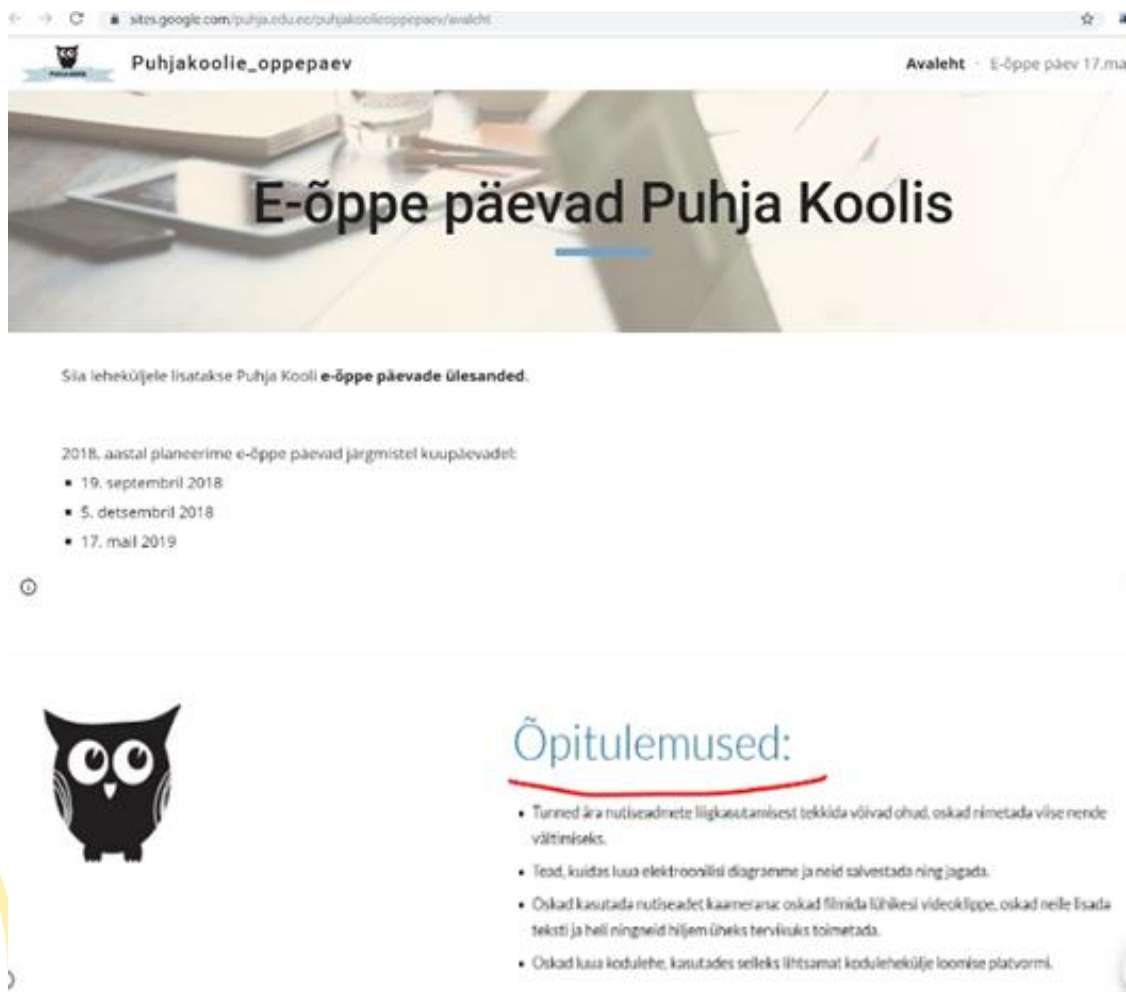 sites.google.com/puhja.edu.ee/puhjakoolieoppepaev/avaleht
Puhjakoolie_oppepaev
Avaleht
E-õppe päev 17.ma
E-õppe päevad Puhja Koolis
Siia leheküljele lisatakse Puhja Kooli e-õppe päevade ülesanded.
2018. aastal planeerime e-õppe päevad järgmistel kuupäevadel:
19. septembril 2018
5. detsembril 2018
17. mail 2019
Õpitulemused:
• Tunned ära nutiseadmete liigkasutamisest tekkida võivad ohud, oskad nimetada viise nende
vältimiseks.
• Tead, kuidas luua elektroonilisi diagramme ja neid salvestada ning jagada.
• Oskad kasutada nutiseadet kaamerana: oskad filmida lühikesi videoklippe, oskad neile lisada
teksti ja heli ningneid hiljem üheks tervikuks toimetada.
• Oskad luua kodulehe, kasutades selleks lihtsamat kodulehekülje loomise platvormi.